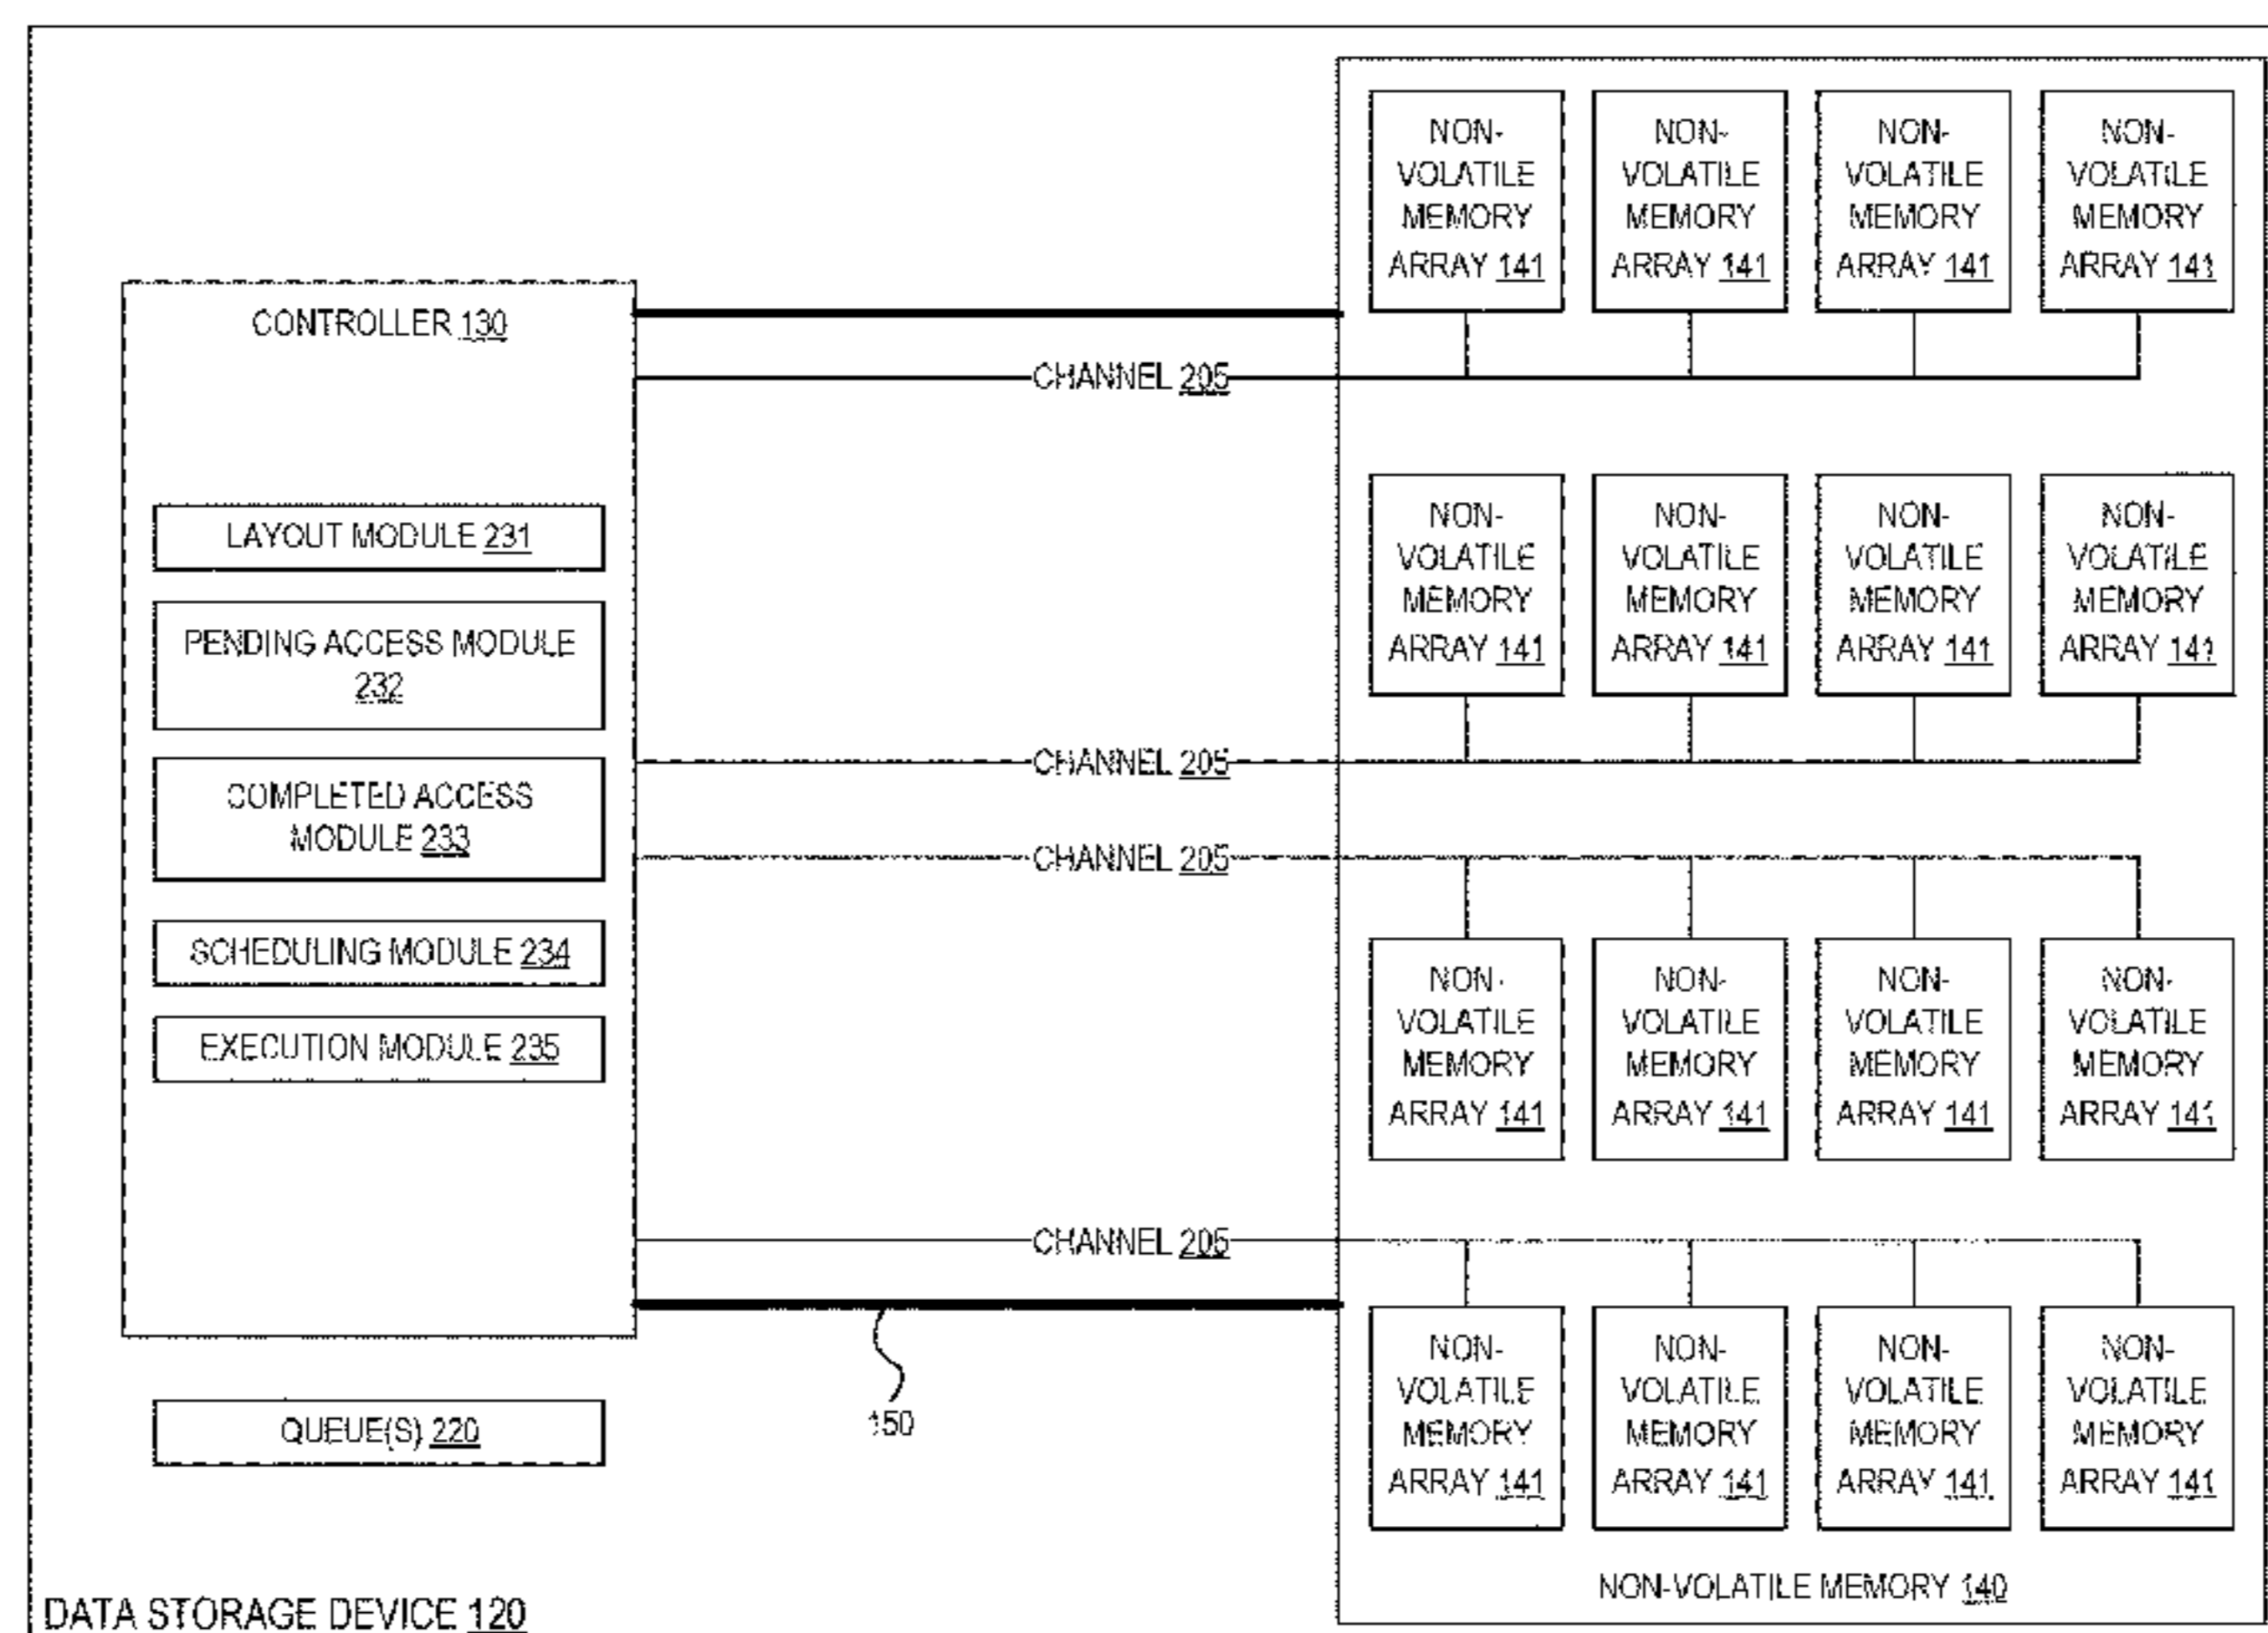 CONTROLLER 130
LAYOUT MODULE 231
PENDING ACCESS MODULE
232
COMPLETED ACCESS
MODULE 233
SCHEDULING MODULE 234
EXECUTION MODULE 235
QUEUE(S) 220
CHANNEL 205
CHANNEL 205
CHANNEL 205
CHANNEL 205
150
NON-
VOLATILE
MEMORY
ARRAY 141
NON-
VOLATILE
MEMORY
ARRAY 141
NON-
VOLATILE
MEMORY
ARRAY 141
NON-
VOLATILE
MEMORY
ARRAY 141
NON-
VOLATILE
MEMORY
ARRAY 141
NON-
VOLATILE
MEMORY
ARRAY 141
NON-
VOLATILE
MEMORY
ARRAY 141
NON-
VOLATILE
MEMORY
ARRAY 141
NON-
VOLATILE
MEMORY
ARRAY 141
NON-
VOLATILE
MEMORY
ARRAY 141
NON-
VOLATILE
MEMORY
ARRAY 141
NON-
VOLATILE
MEMORY
ARRAY 141
NON-
VOLATILE
MEMORY
ARRAY 141
NON-
VOLATILE
MEMORY
ARRAY 141
NON-
VOLATILE
MEMORY
ARRAY 141
NON-
VOLATILE
MEMORY
ARRAY 141
NON-VOLATILE MEMORY 140
DATA STORAGE DEVICE 120